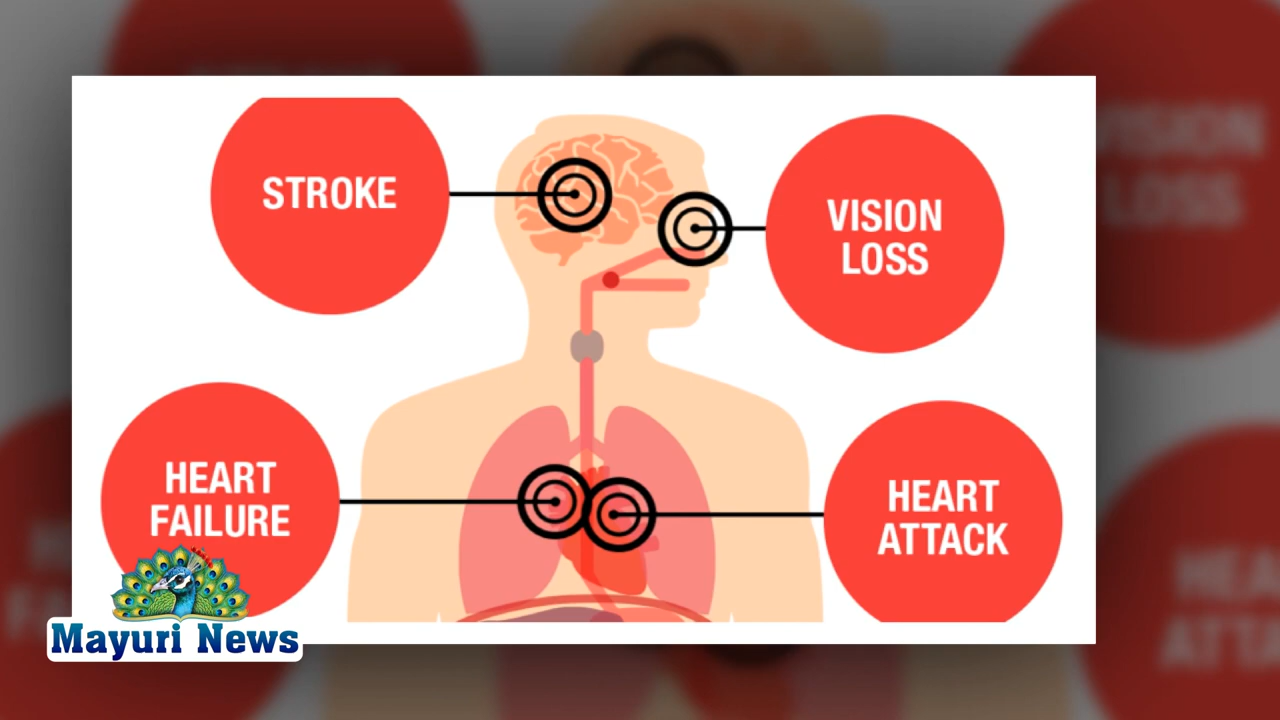 STROKE
VISION
LOSS
HEART
FAILURE
HEART
ATTACK
Mayuri News